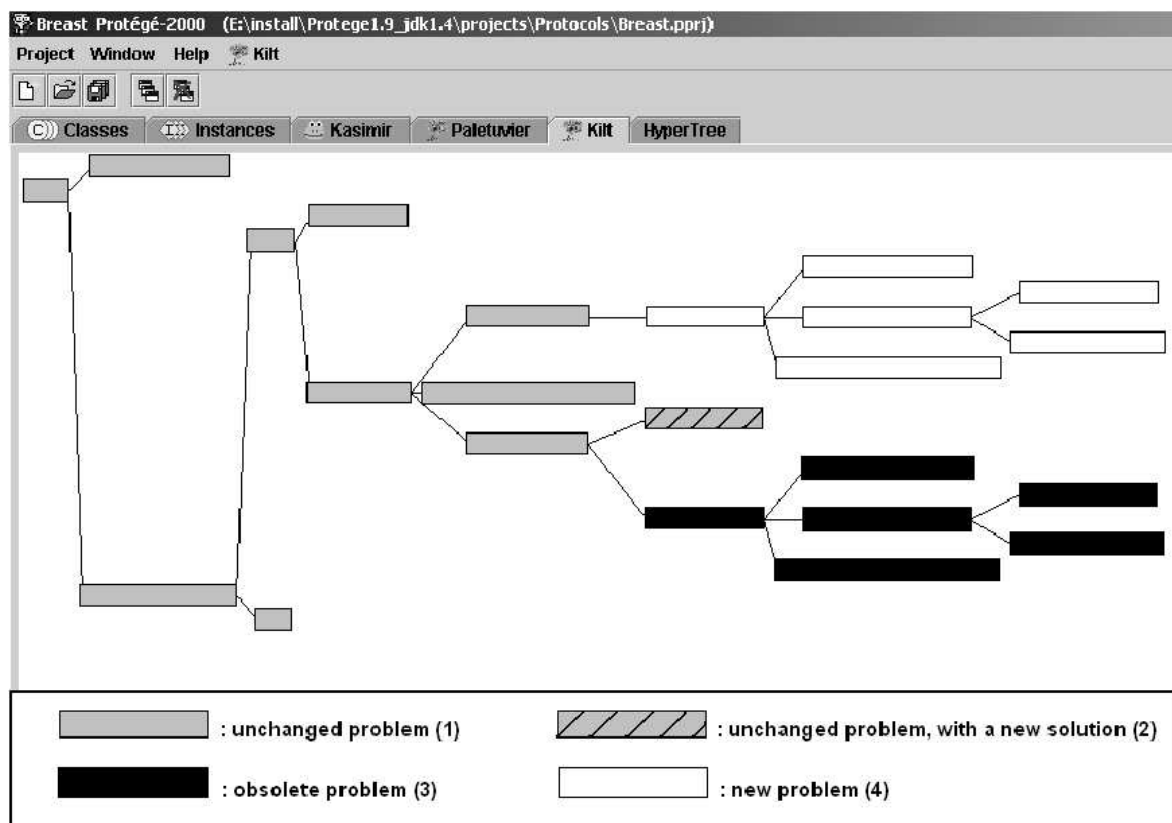 Breast Protégé-2000 (E:\install\Protege1.9_jdk1.4\projects\Protocols\Breast.pprj)
Project Window Help Kilt
C Classes I Instances Kasimir Paletuvier Kilt HyperTree
: unchanged problem (1)
: unchanged problem, with a new solution (2)
: obsolete problem (3)
: new problem (4)